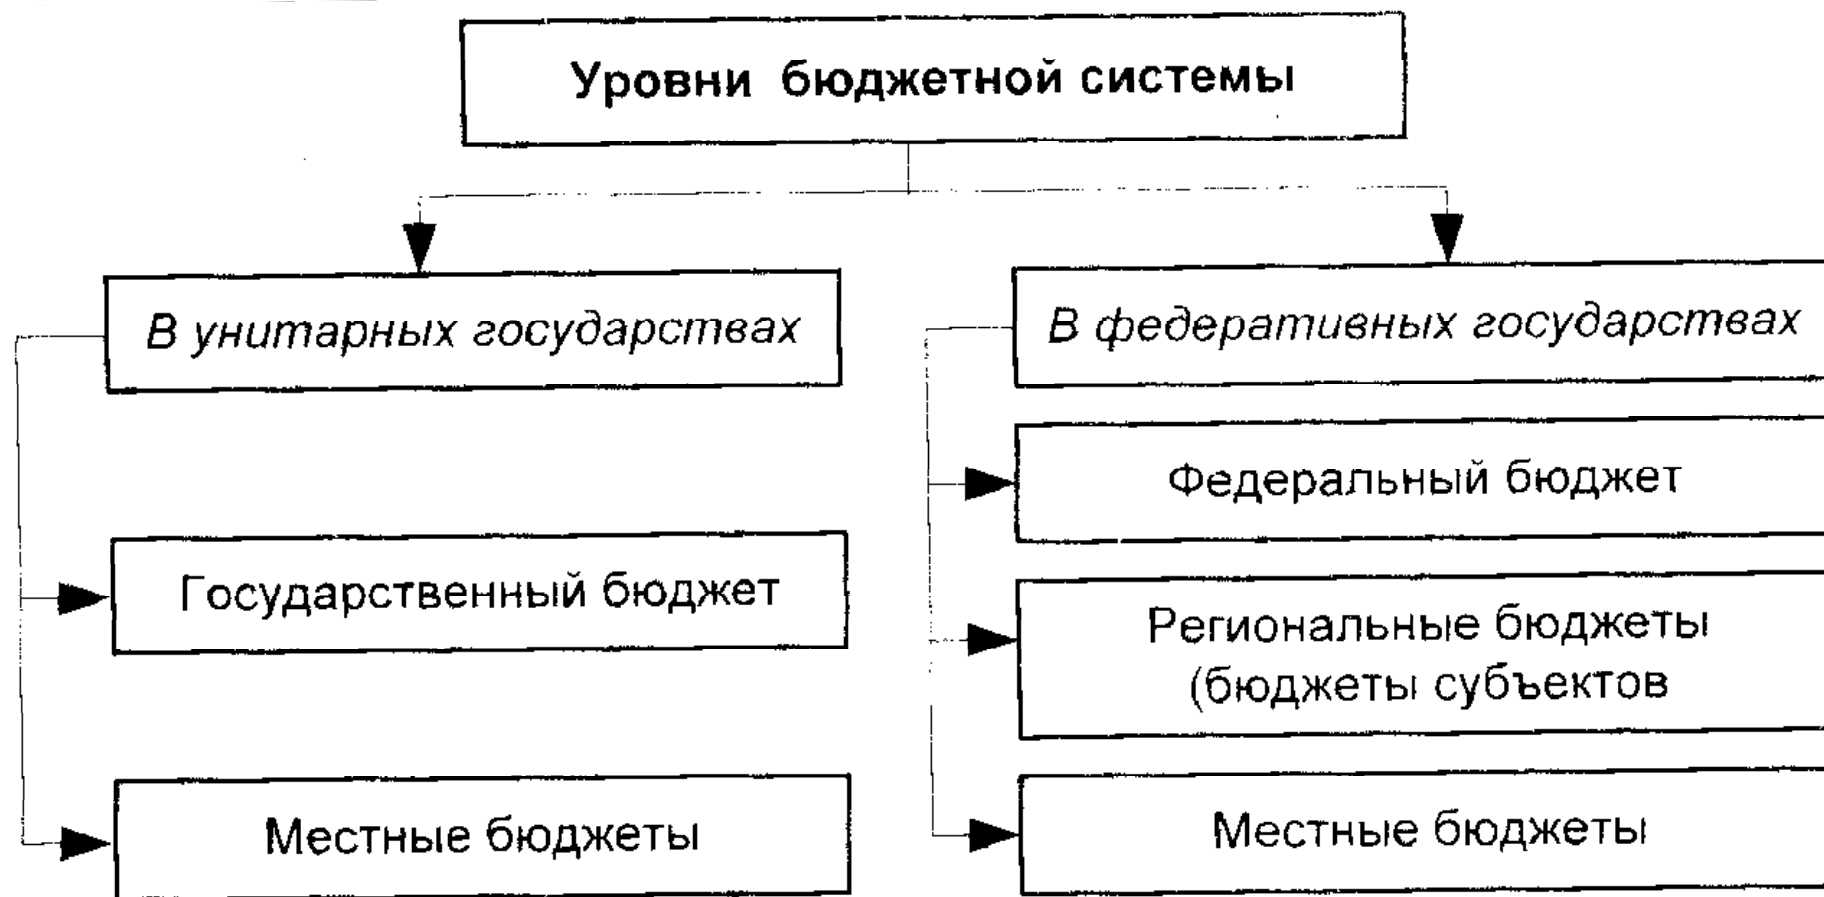 Уровни бюджетной системы
В унитарных государствах
В федеративных государствах
Федеральный бюджет
Государственный бюджет
Региональные бюджеты
(бюджеты субъектов
Местные бюджеты
Местные бюджеты